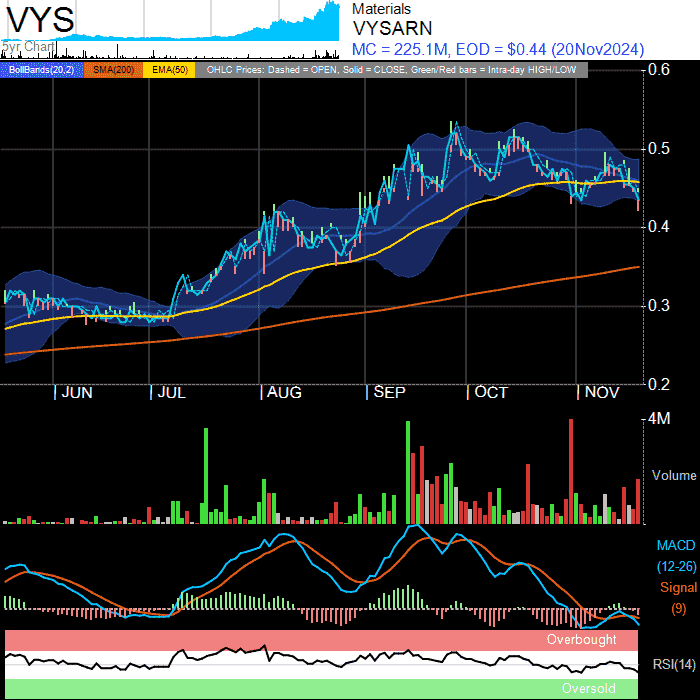 VYS
5yr Chart
Materials
VYSARN
MC = 225.1M, EOD = $0.44 (20Nov2024)
BollBands(20,2) SMA(200) EMA(50) OHLC Prices: Dashed = OPEN, Solid = CLOSE, Green/Red bars = Intra-day HIGH/LOW
0.6
0.5
0.4
0.3
0.2
JUN JUL AUG SEP OCT NOV
4M
Volume
MACD
(12-26)
Signal
(9)
Overbought
RSI(14)
Oversold